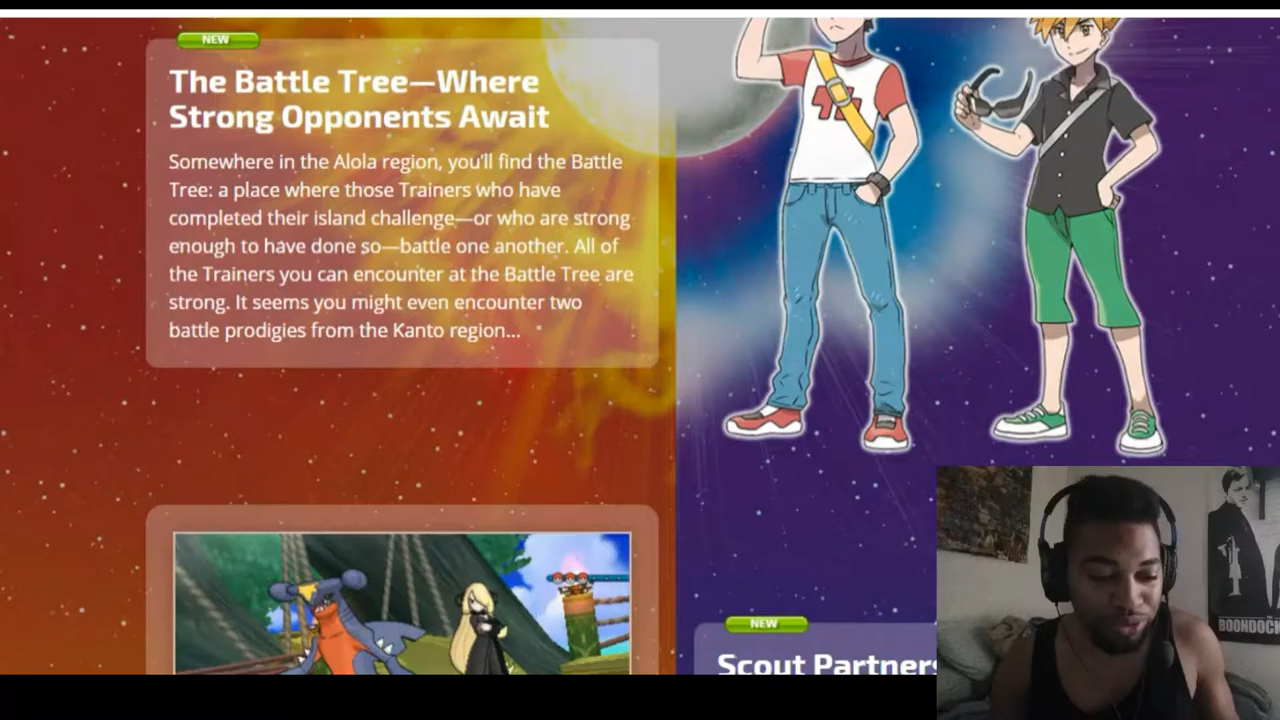 NEW
The Battle Tree—Where
Strong Opponents Await
Somewhere in the Alola region, you'll find the Battle
Tree: a place where those Trainers who have
completed their island challenge—or who are strong
enough to have done so—battle one another. All of
the Trainers you can encounter at the Battle Tree are
strong. It seems you might even encounter two
battle prodigies from the Kanto region...
NEW
Scout Partners
BOONDOCK